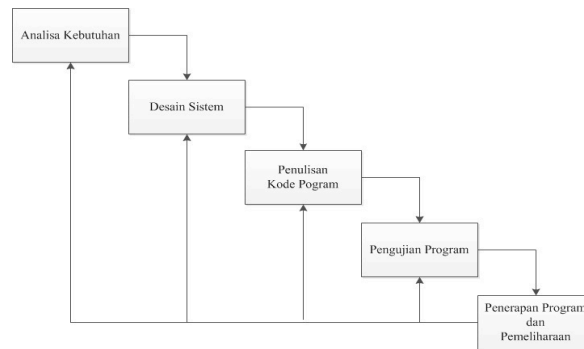 Analisa Kebutuhan
Desain Sistem
Penulisan
Kode Pogram
Pengujian Program
Penerapan Program
dan
Pemeliharaan